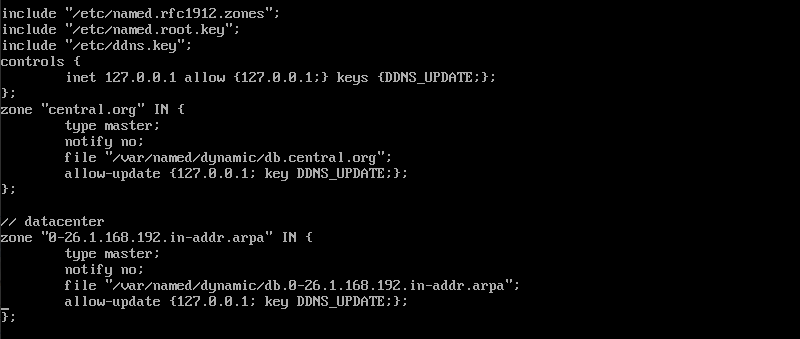 include "/etc/named.rfc1912.zones";
include "/etc/named.root.key";
include "/etc/ddns.key";
controls {
        inet 127.0.0.1 allow {127.0.0.1;} keys {DDNS_UPDATE;};
};
zone "central.org" IN {
        type master;
        notify no;
        file "/var/named/dynamic/db.central.org";
        allow-update {127.0.0.1; key DDNS_UPDATE;};
};

// datacenter
zone "0-26.1.168.192.in-addr.arpa" IN {
        type master;
        notify no;
        file "/var/named/dynamic/db.0-26.1.168.192.in-addr.arpa";
        allow-update {127.0.0.1; key DDNS_UPDATE;};
};